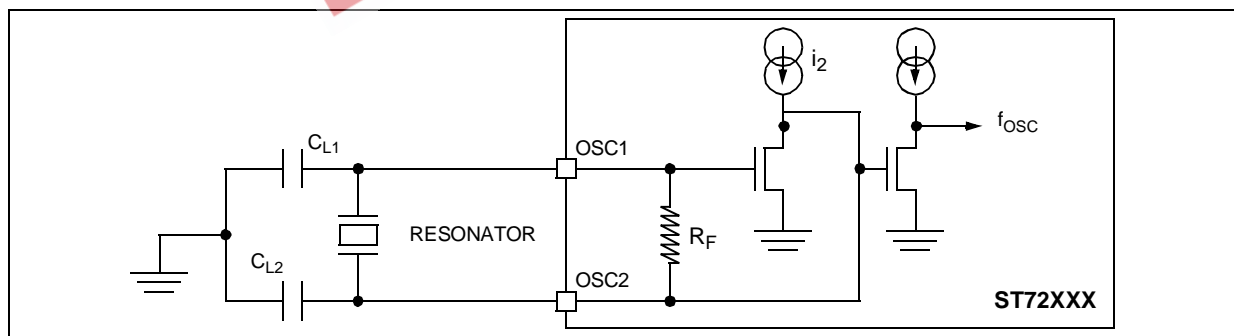 i2
fOSC
CL1
OSC1
RESONATOR
RF
CL2
OSC2
ST72XXX